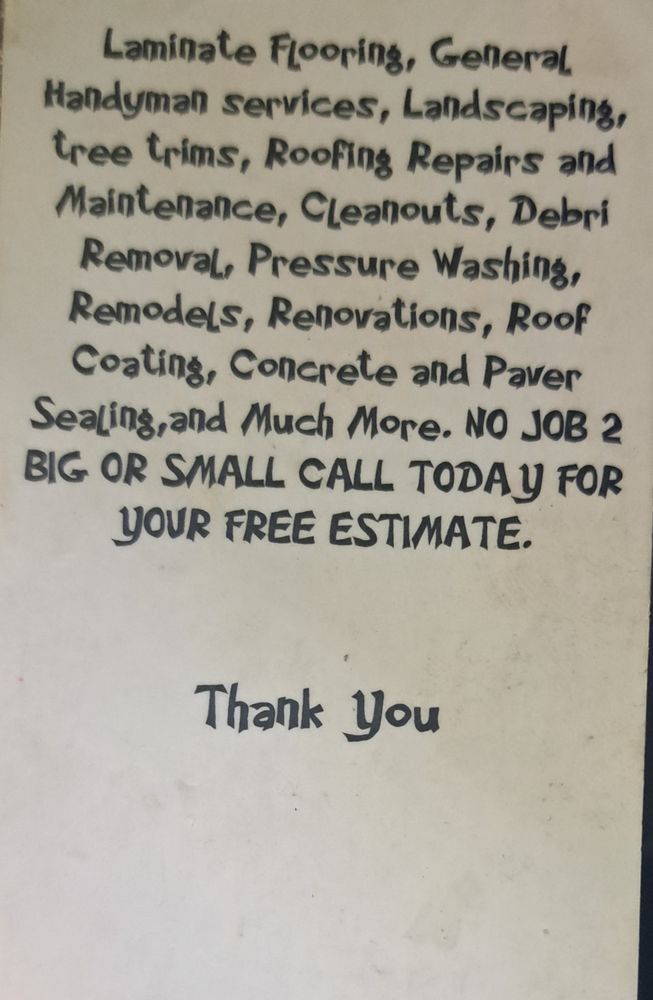 Laminate Flooring, General
Handyman services, Landscaping,
tree trims, Roofing Repairs and
Maintenance, Cleanouts, Debri
Removal, Pressure Washing,
Remodels, Renovations, Roof
Coating, Concrete and Paver
Sealing,and Much More. NO JOB 2
BIG OR SMALL CALL TODAY FOR
YOUR FREE ESTIMATE.
Thank You